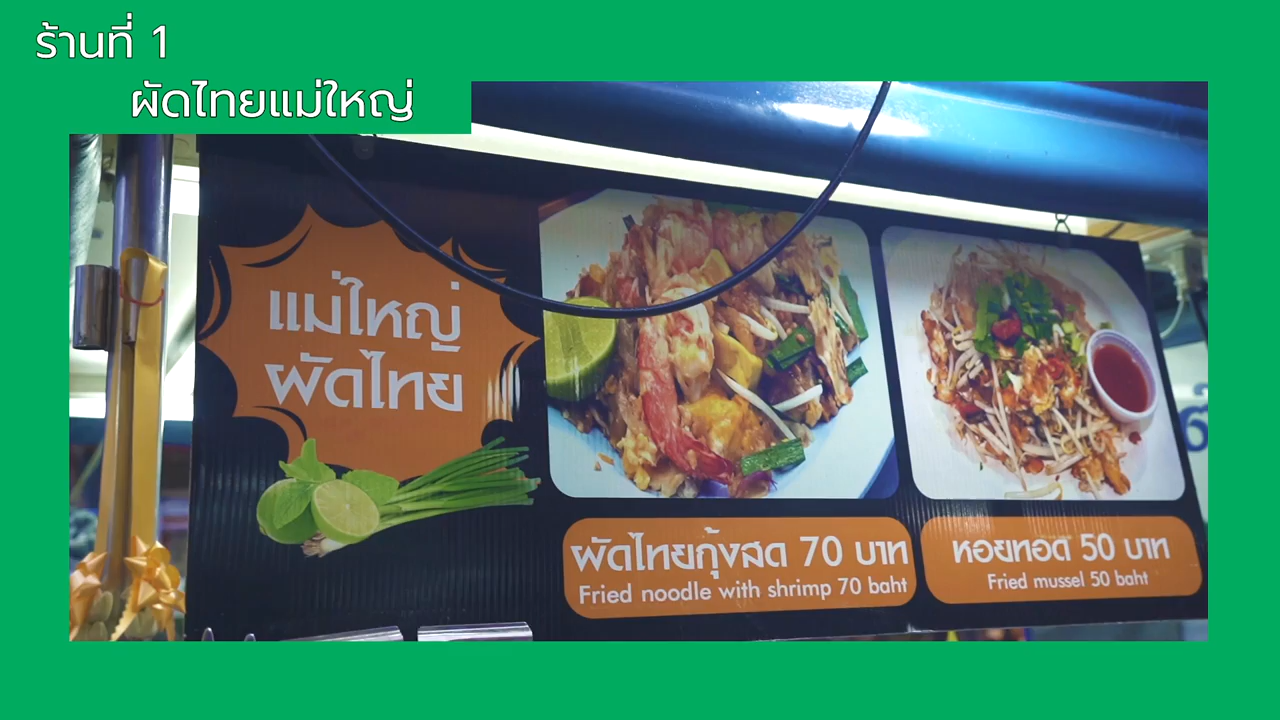 ร้านที่ 1
ผัดไทยแม่ใหญ่
แม่ใหญ่
ผัดไทย
ผัดไทยกุ้งสด 70 บาท
Fried noodle with shrimp 70 baht
หอยทอด 50 บาท
Fried mussel 50 baht